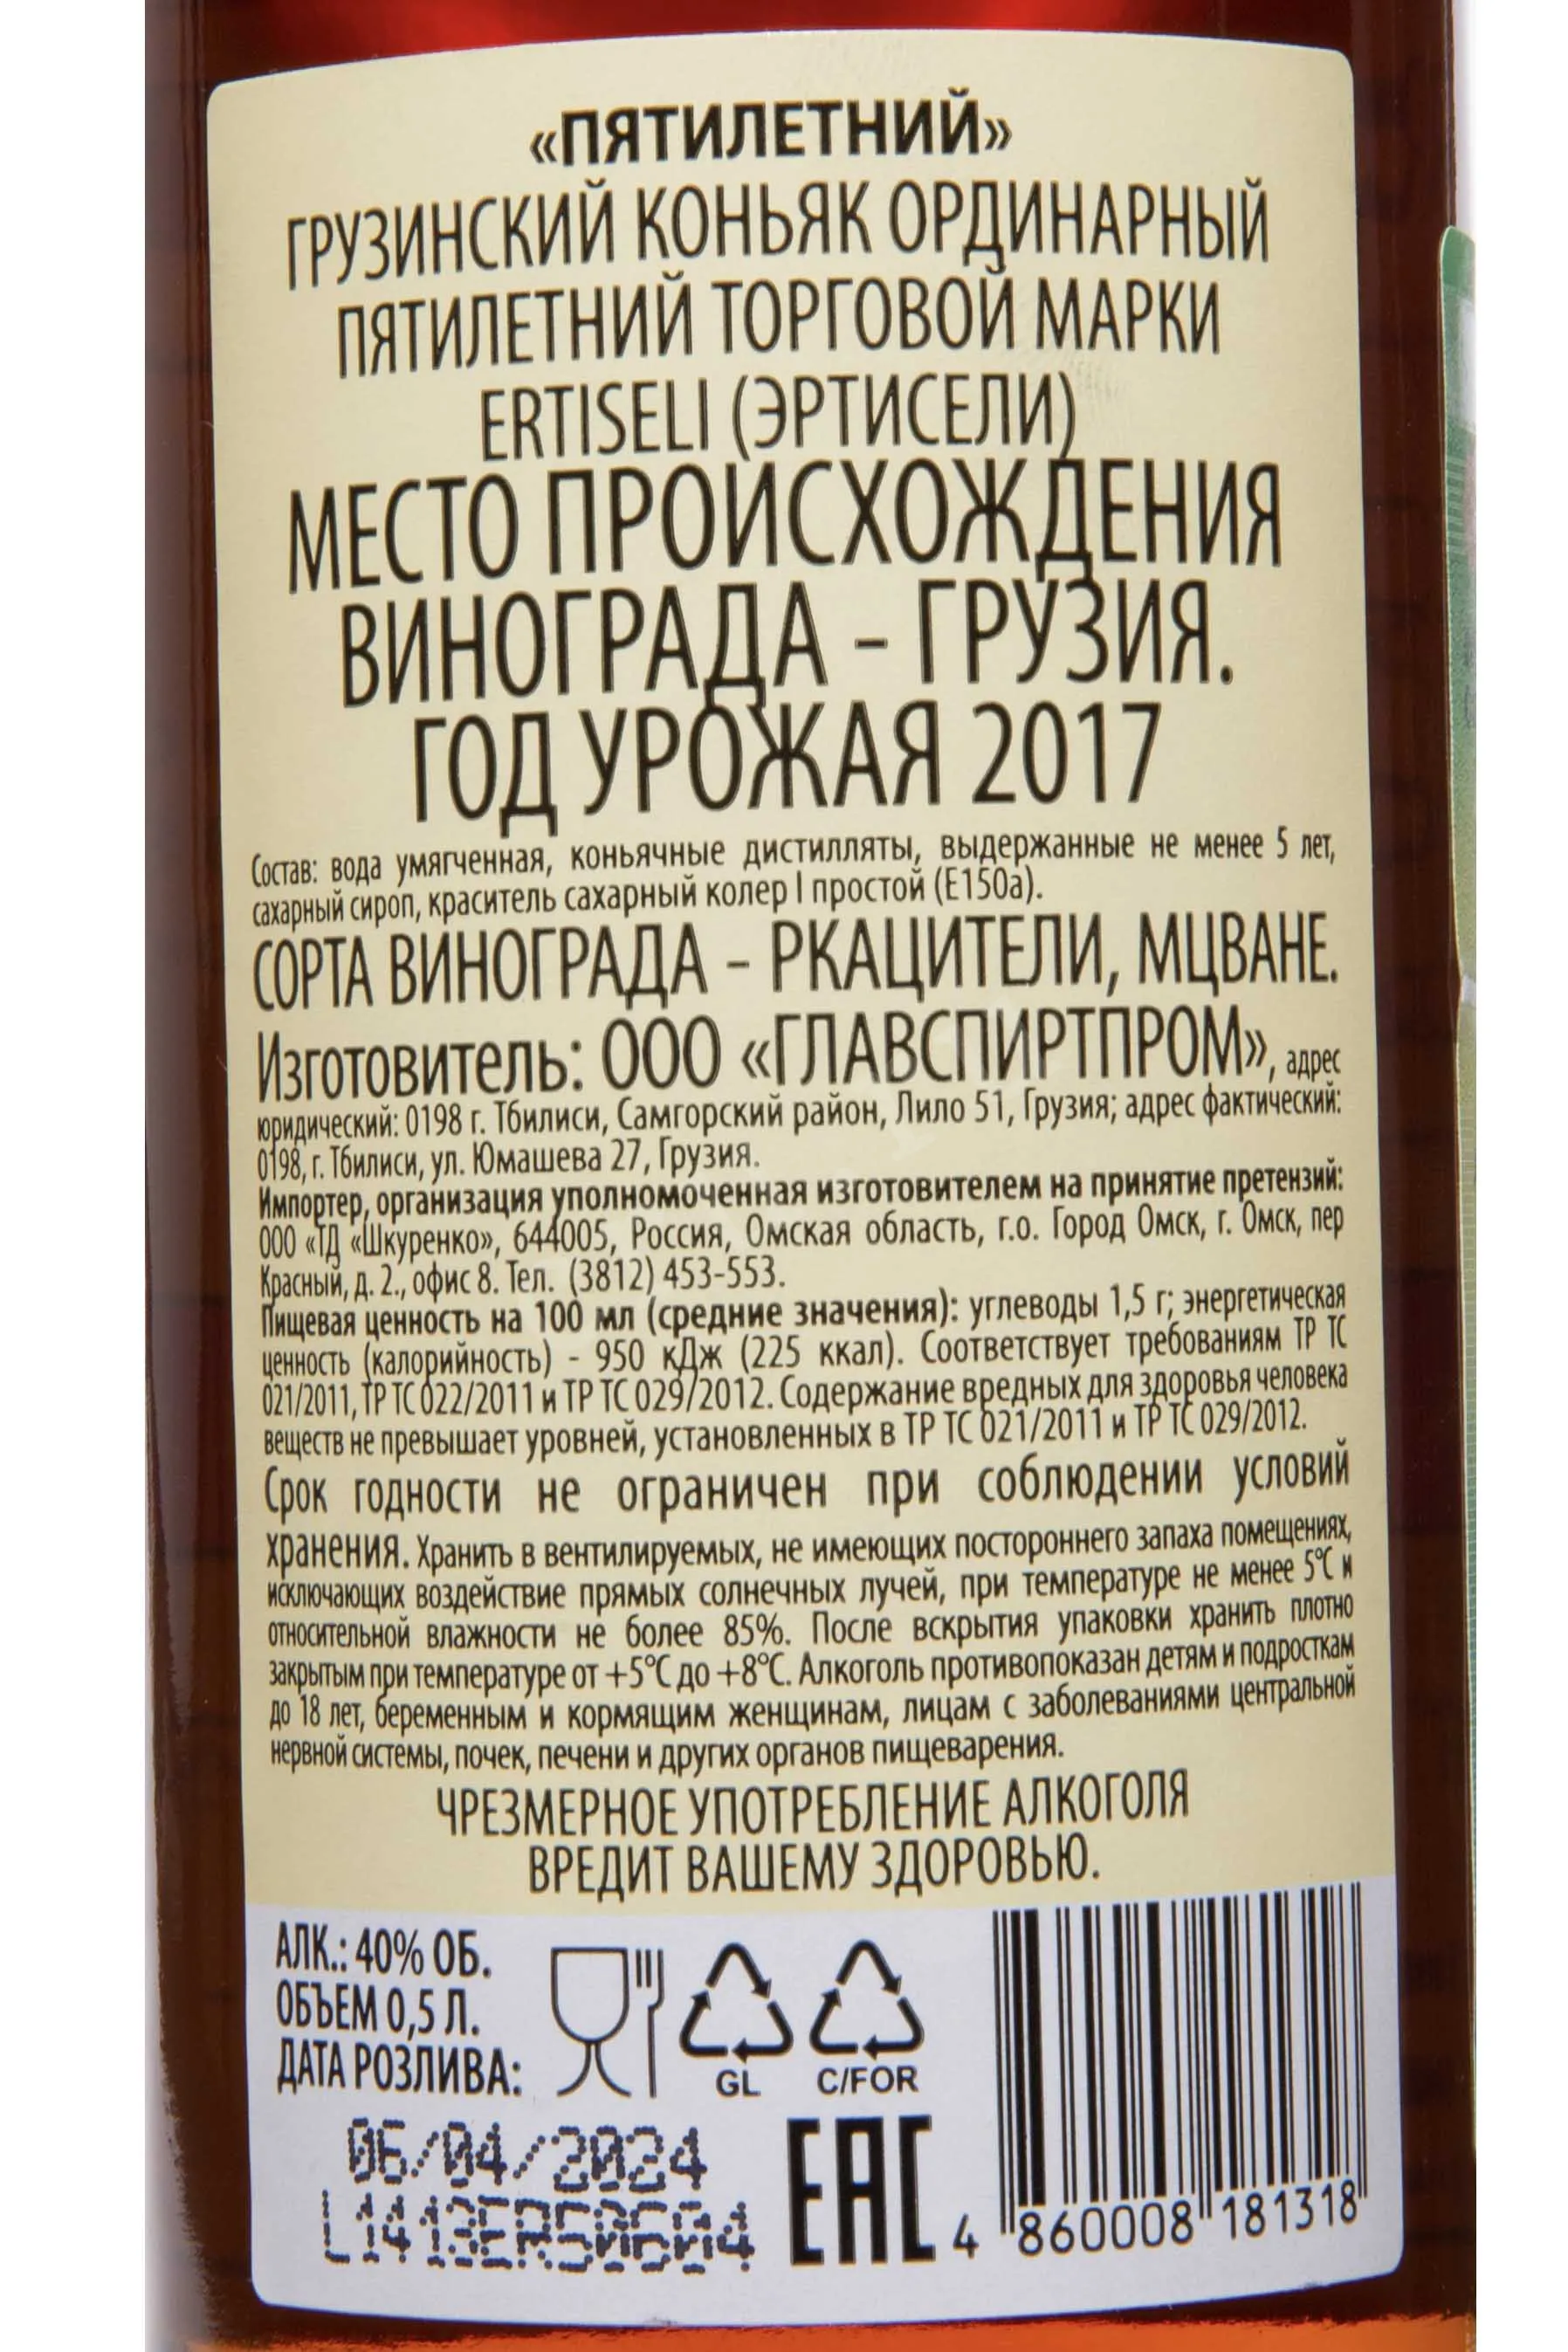 «ПЯТИЛЕТНИЙ»
ГРУЗИНСКИЙ КОНЬЯК ОРДИНАРНЫЙ
ПЯТИЛЕТНИЙ ТОРГОВОЙ МАРКИ
ERTISELI (ЭРТИСЕЛИ)
МЕСТО ПРОИСХОЖДЕНИЯ
ВИНОГРАДА - ГРУЗИЯ.
ГОД УРОЖАЯ 2017
Состав: вода умягченная, коньячные дистилляты, выдержанные не менее 5 лет,
сахарный сироп, краситель сахарный колер I простой (Е150а).
СОРТА ВИНОГРАДА - РКАЦИТЕЛИ, МЦВАНЕ.
Изготовитель: ООО «ГЛАВСПИРТПРОМ», адрес
юридический: 0198 г. Тбилиси, Самгорский район, Лило 51, Грузия; адрес фактический:
0198, г. Тбилиси, ул. Юмашева 27, Грузия.
Импортер, организация уполномоченная изготовителем на принятие претензий:
ООО «ТД «Шкуренко», 644005, Россия, Омская область, г.о. Город Омск, г. Омск, пер
Красный, д. 2., офис 8. Тел. (3812) 453-553.
Пищевая ценность на 100 мл (средние значения): углеводы 1,5 г; энергетическая
ценность (калорийность) - 950 кДж (225 ккал). Соответствует требованиям ТР ТС
021/2011, ТР ТС 022/2011 и ТР ТС 029/2012. Содержание вредных для здоровья человека
веществ не превышает уровней, установленных в ТР ТС 021/2011 и ТР ТС 029/2012.
Срок годности не ограничен при соблюдении условий
хранения. Хранить в вентилируемых, не имеющих постороннего запаха помещениях,
исключающих воздействие прямых солнечных лучей, при температуре не менее 5°С и
относительной влажности не более 85%. После вскрытия упаковки хранить плотно
закрытым при температуре от +5°С до +8°С. Алкоголь противопоказан детям и подросткам
до 18 лет, беременным и кормящим женщинам, лицам с заболеваниями центральной
нервной системы, почек, печени и других органов пищеварения.
ЧРЕЗМЕРНОЕ УПОТРЕБЛЕНИЕ АЛКОГОЛЯ
ВРЕДИТ ВАШЕМУ ЗДОРОВЬЮ.
АЛК.: 40% ОБ.
ОБЪЕМ 0,5 Л.
ДАТА РОЗЛИВА:
GL
C/FOR
06/04/2024
EAC
4 860008 181318